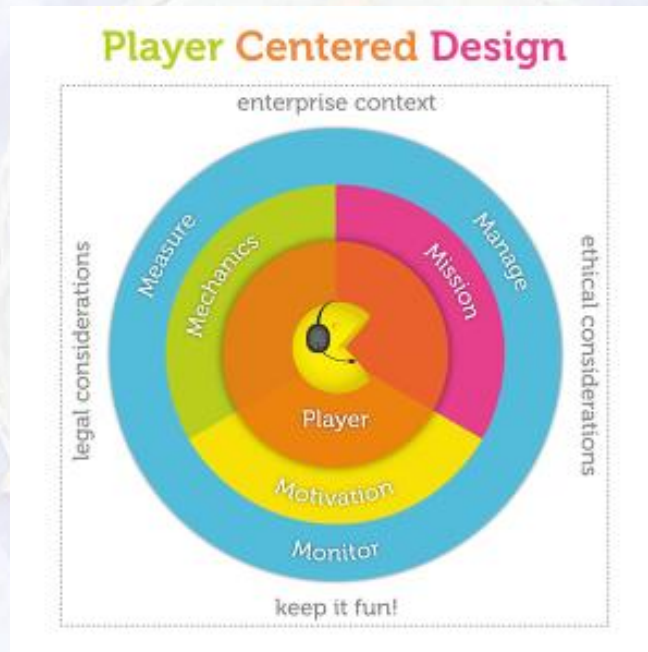 Player Centered Design
enterprise context
Measure
Manage
Mechanics
Mission
legal considerations
ethical considerations
Player
Motivation
Monitor
keep it fun!